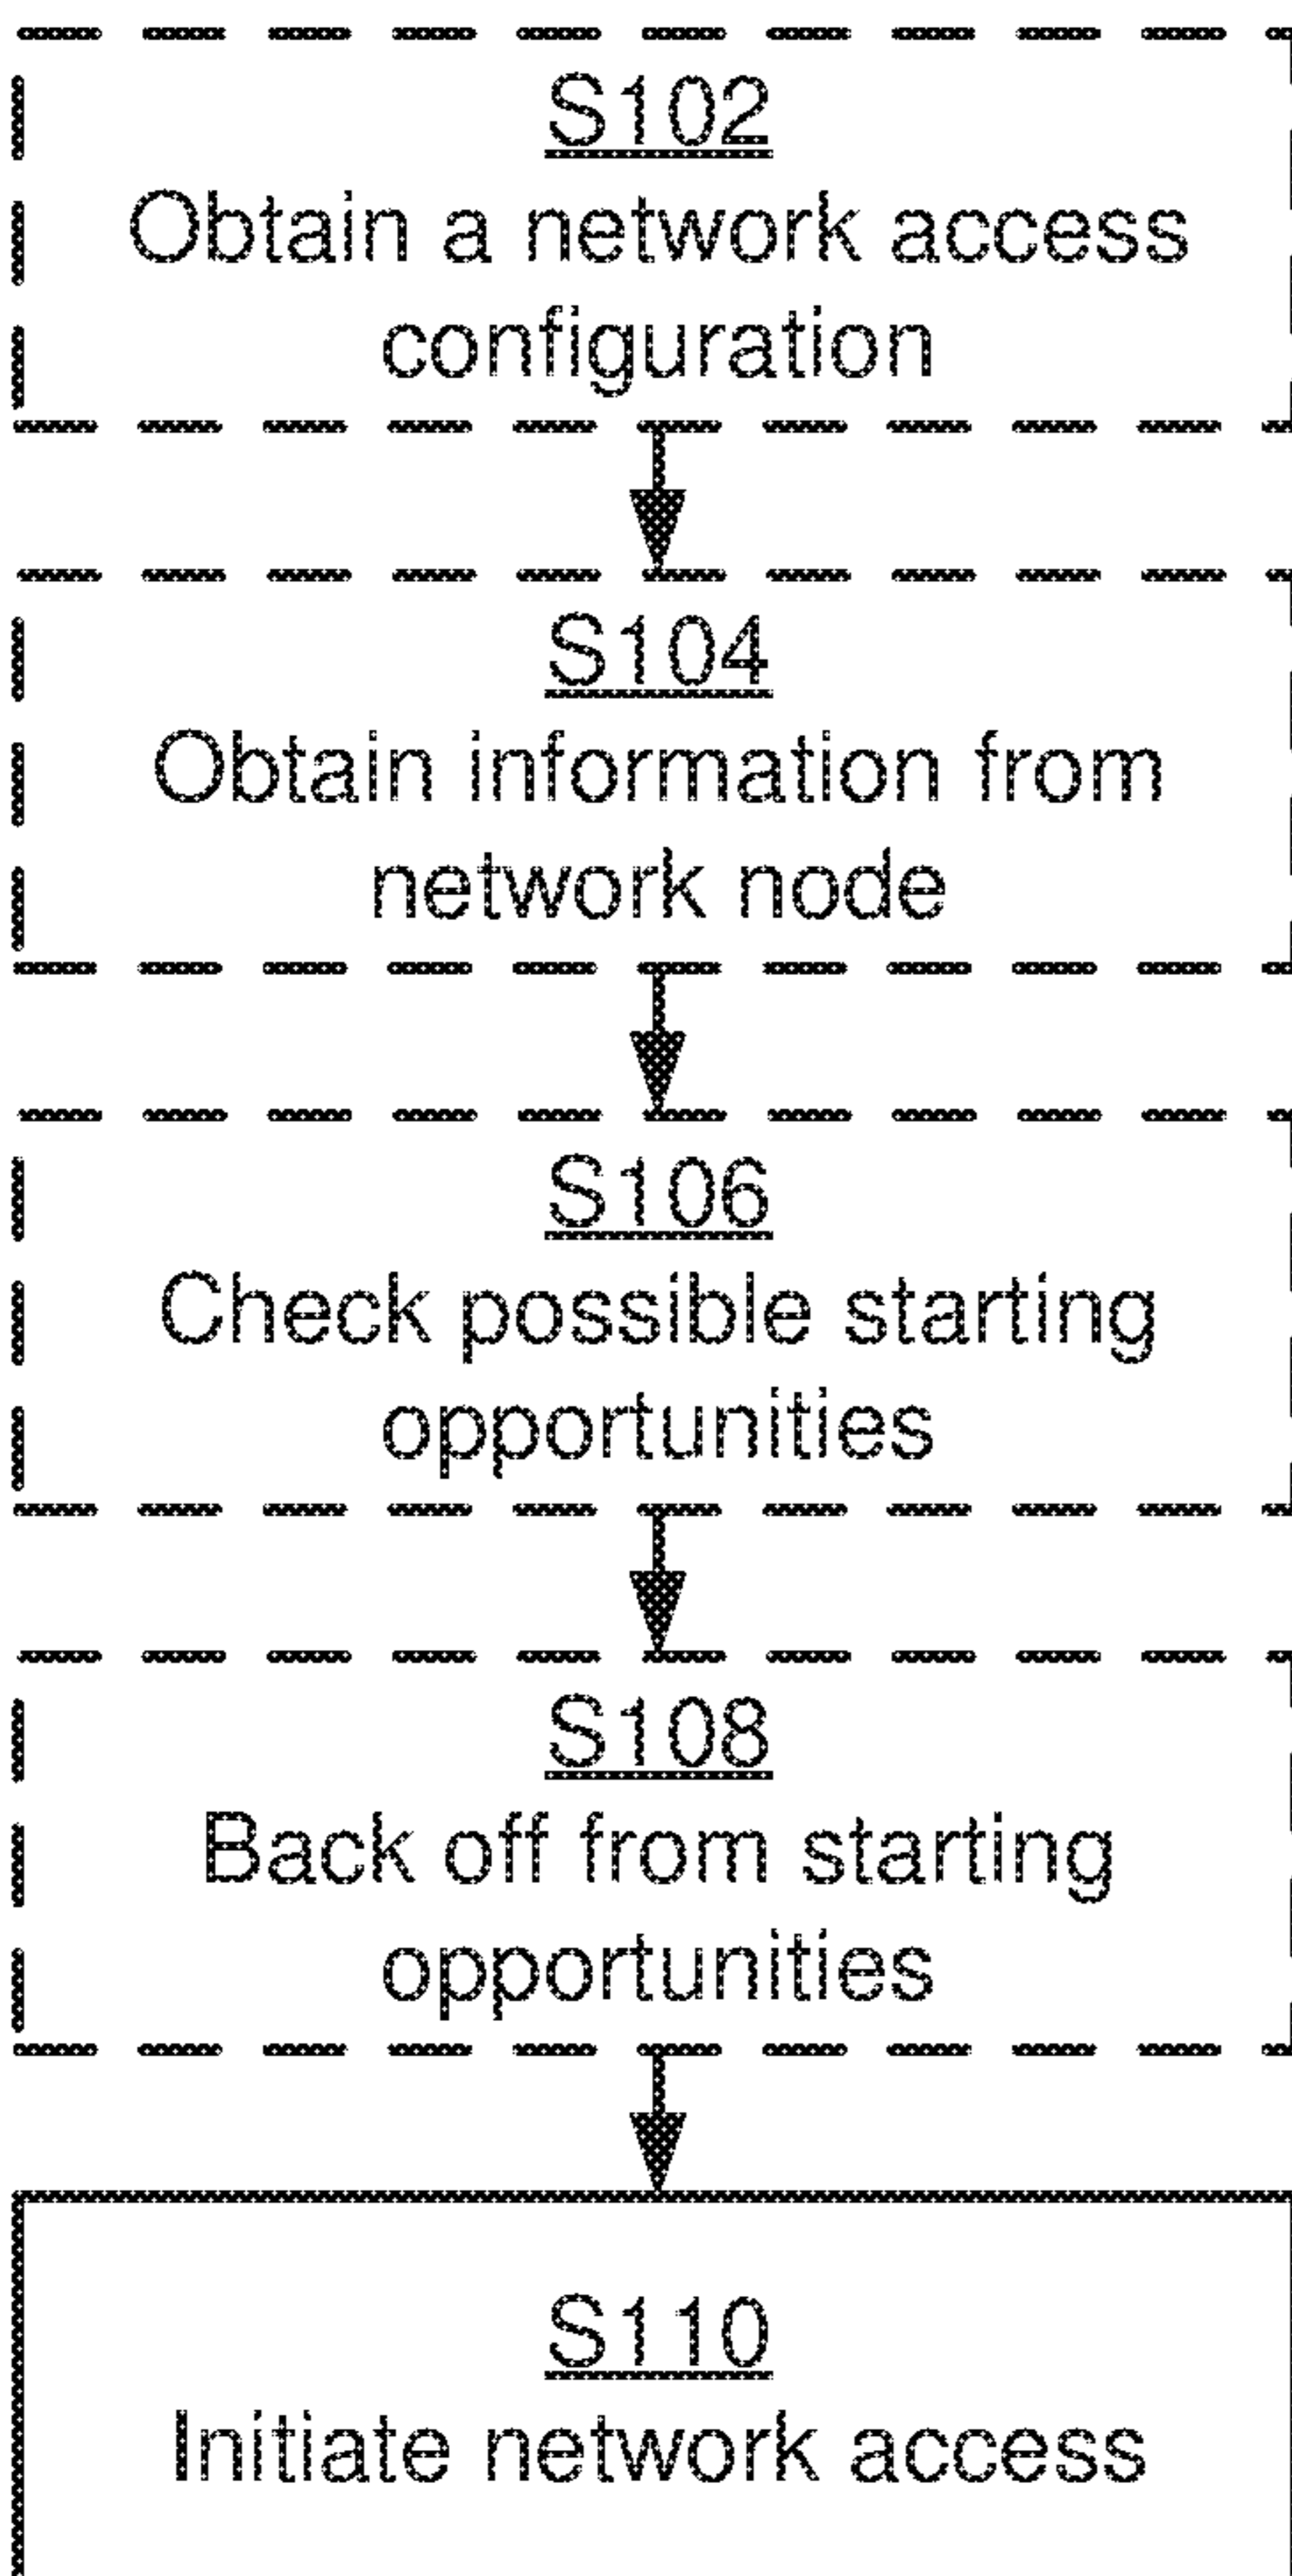 S102
Obtain a network access
configuration
S104
Obtain information from
network node
S106
Check possible starting
opportunities
S108
Back off from starting
opportunities
S110
Initiate network access